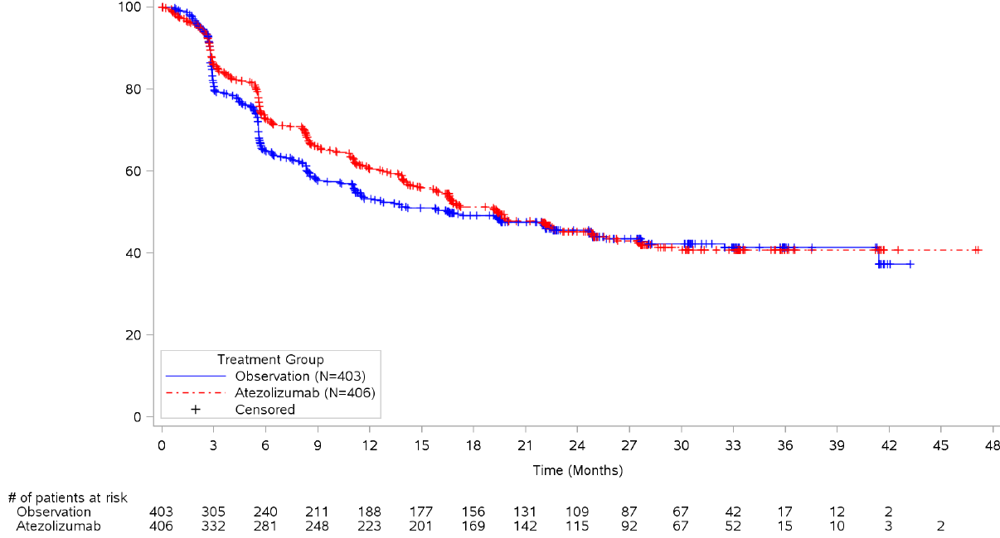 100
80
60
40
20
0
Treatment Group
Observation (N=403)
Atezolizumab (N=406)
Censored
0 3 6 9 12 15 18 21 24 27 30 33 36 39 42 45 48
Time (Months)
# of patients at risk
Observation 403 305 240 211 188 177 156 131 109 87 67 42 17 12 2
Atezolizumab 406 332 281 248 223 201 169 142 115 92 67 52 15 10 3 2